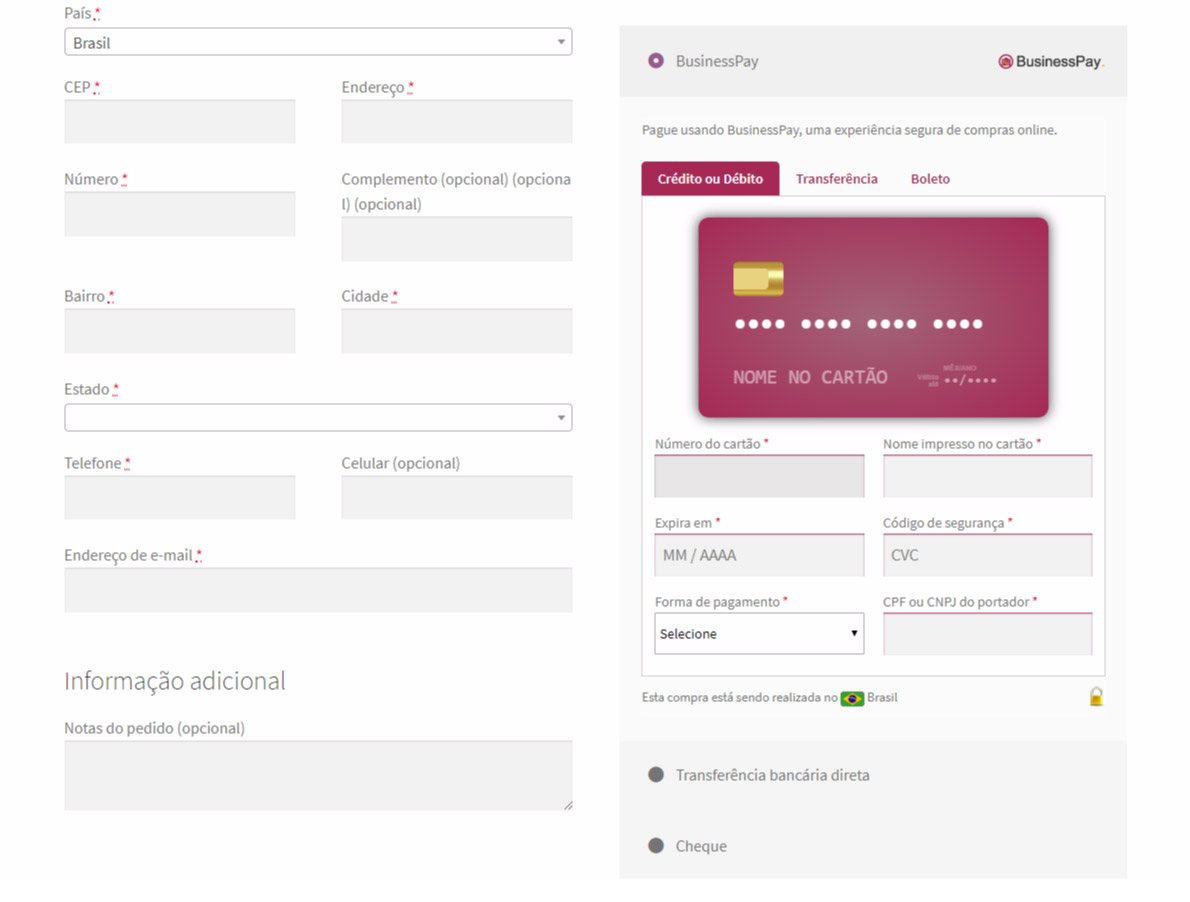 País *
Brasil
CEP *
Endereço *
Número *
Complemento (opcional) (opciona
l) (opcional)
Bairro *
Cidade *
Estado *
Telefone *
Celular (opcional)
Endereço de e-mail *
Informação adicional
Notas do pedido (opcional)
BusinessPay
BusinessPay.
Pague usando BusinessPay, uma experiência segura de compras online.
Crédito ou Débito
Transferência
Boleto
•••• •••• •••• ••••
NOME NO CARTÃO
MÊS/ANO
••/••••
Número do cartão *
Nome impresso no cartão *
Expira em *
Código de segurança *
MM / AAAA
CVC
Forma de pagamento *
CPF ou CNPJ do portador *
Selecione
Esta compra está sendo realizada no Brasil
Transferência bancária direta
Cheque